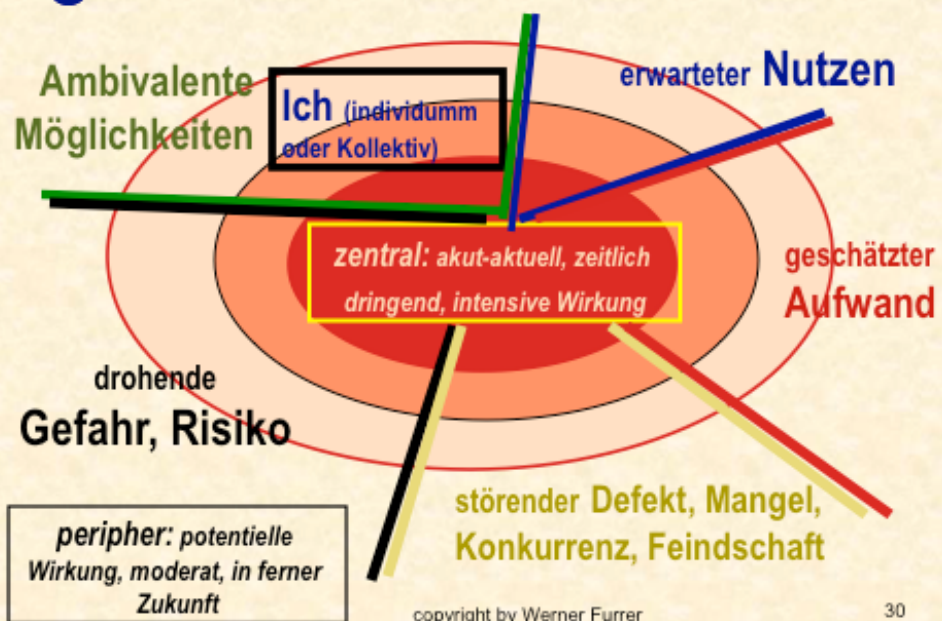 Ambivalente
Möglichkeiten
Ich (individumm
oder Kollektiv)
erwarteter Nutzen
zentral: akut-aktuell, zeitlich
dringend, intensive Wirkung
geschätzter
Aufwand
drohende
Gefahr, Risiko
störender Defekt, Mangel,
Konkurrenz, Feindschaft
peripher: potentielle
Wirkung, moderat, in ferner
Zukunft
copyright by Werner Furrer
30